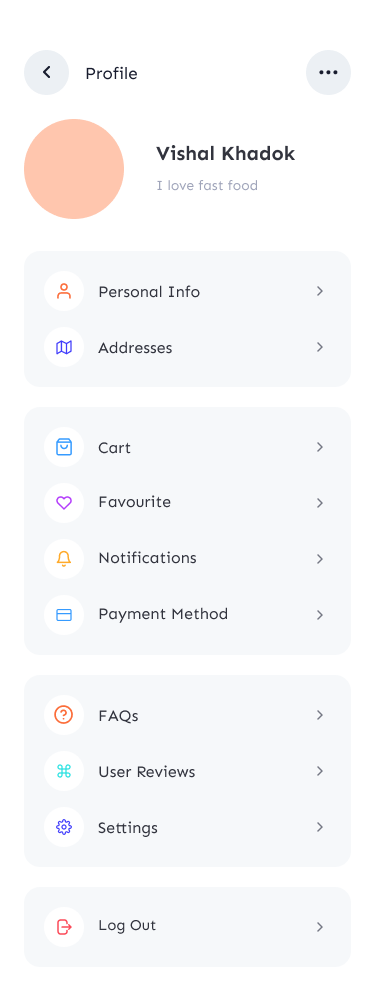 Profile
Vishal Khadok
I love fast food
Personal Info
Addresses
Cart
Favourite
Notifications
Payment Method
FAQs
User Reviews
Settings
Log Out